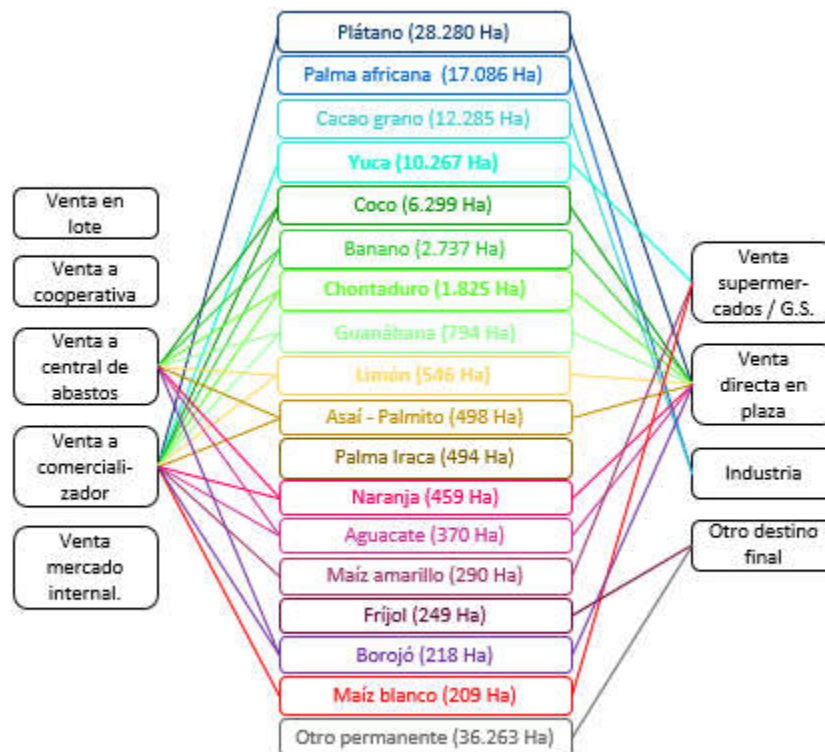 Plátano (28.280 Ha)
Palma africana (17.086 Ha)
Cacao grano (12.285 Ha)
Yuca (10.267 Ha)
Coco (6.299 Ha)
Banano (2.737 Ha)
Chontaduro (1.825 Ha)
Guanábana (794 Ha)
Limón (546 Ha)
Asaí - Palmito (498 Ha)
Palma Iraca (494 Ha)
Naranja (459 Ha)
Aguacate (370 Ha)
Maíz amarillo (290 Ha)
Fríjol (249 Ha)
Borojó (218 Ha)
Maíz blanco (209 Ha)
Otro permanente (36.263 Ha)
Venta en
lote
Venta a
cooperativa
Venta a
central de
abastos
Venta a
comerciali-
zador
Venta
mercado
internal.
Venta
supermer-
cados / G.S.
Venta
directa en
plaza
Industria
Otro destino
final